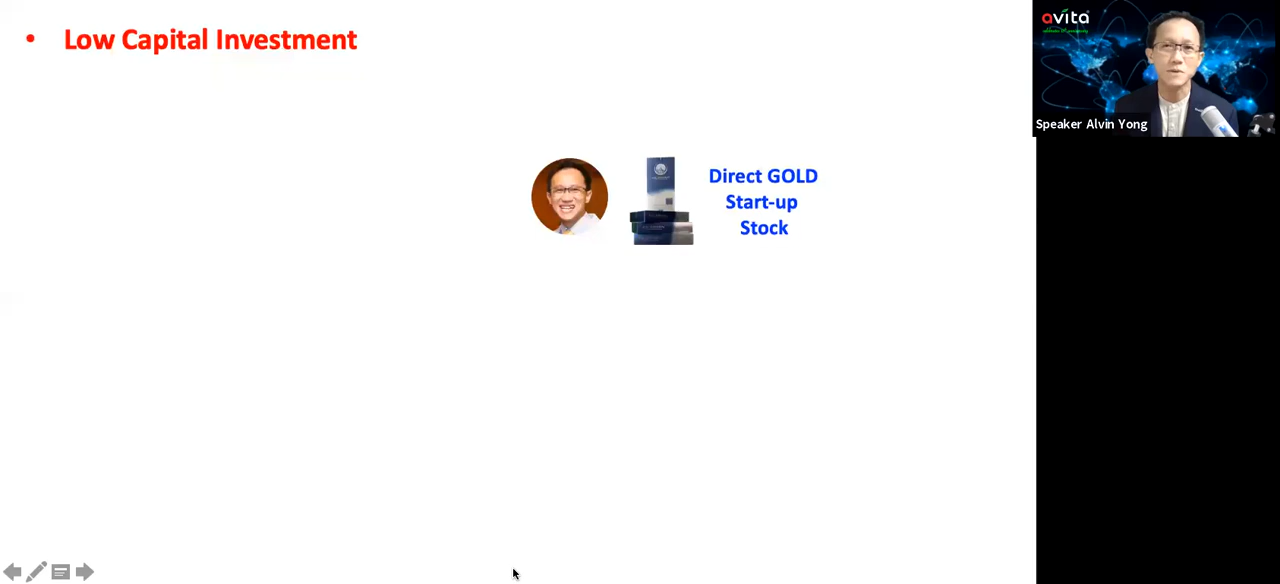 • Low Capital Investment
avita
Speaker Alvin Yong
Direct GOLD
Start-up
Stock